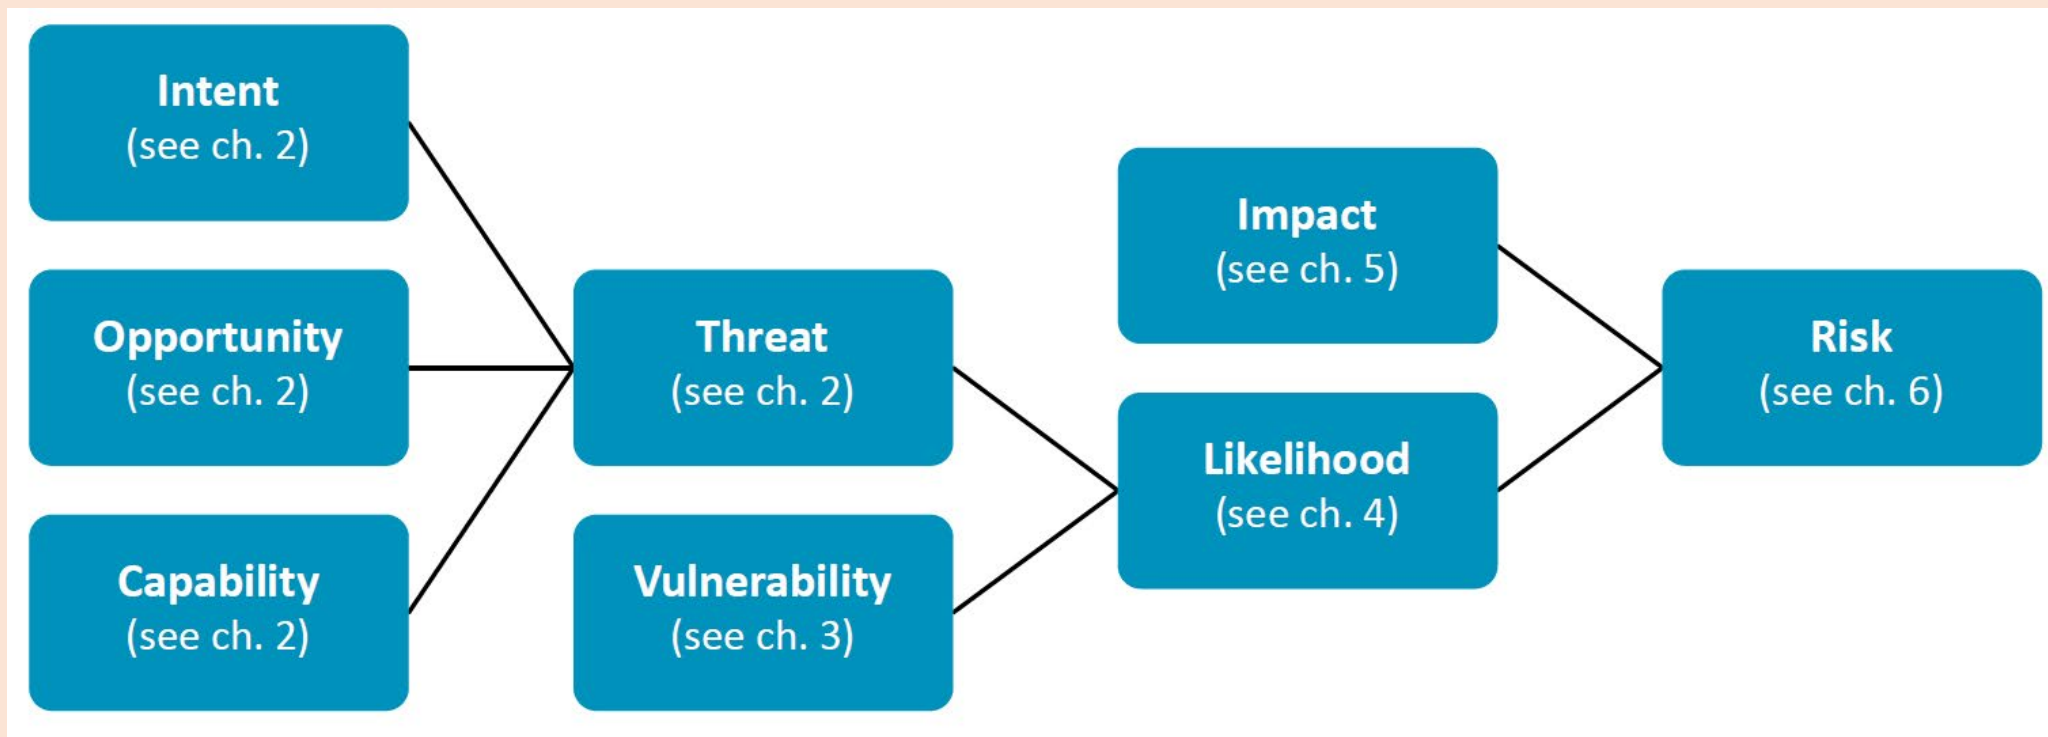 Intent
(see ch. 2)
Opportunity
(see ch. 2)
Capability
(see ch. 2)
Threat
(see ch. 2)
Vulnerability
(see ch. 3)
Impact
(see ch. 5)
Likelihood
(see ch. 4)
Risk
(see ch. 6)